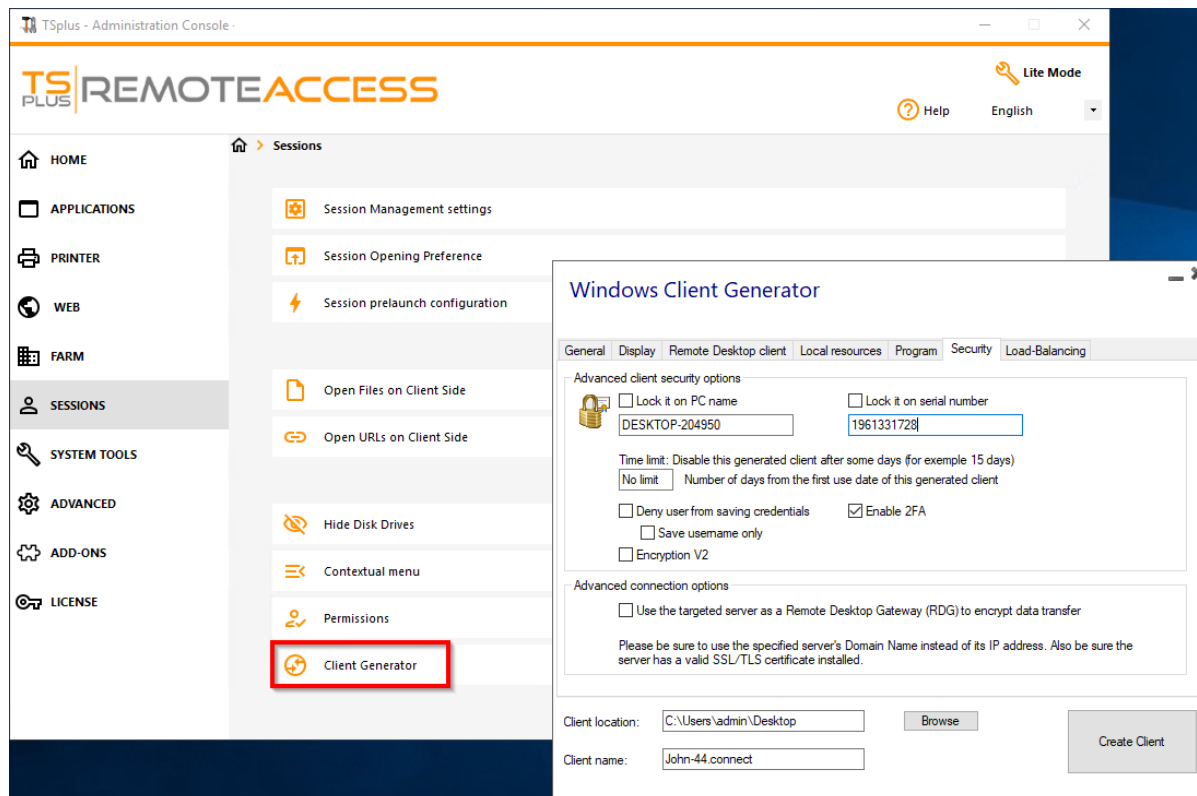 TSplus - Administration Console -
TS PLUS REMOTEACCESS
Lite Mode
Help English
HOME
APPLICATIONS
PRINTER
WEB
FARM
SESSIONS
SYSTEM TOOLS
ADVANCED
ADD-ONS
LICENSE
Sessions
Session Management settings
Session Opening Preference
Session prelaunch configuration
Open Files on Client Side
Open URLs on Client Side
Hide Disk Drives
Contextual menu
Permissions
Client Generator
Windows Client Generator
General Display Remote Desktop client Local resources Program Security Load-Balancing
Advanced client security options
Lock it on PC name Lock it on serial number
DESKTOP-204950 1961331728
Time limit: Disable this generated client after some days (for exemple 15 days)
No limit Number of days from the first use date of this generated client
Deny user from saving credentials Enable 2FA
Save username only
Encryption V2
Advanced connection options
Use the targeted server as a Remote Desktop Gateway (RDG) to encrypt data transfer
Please be sure to use the specified server's Domain Name instead of its IP address. Also be sure the
server has a valid SSL/TLS certificate installed.
Client location: C:\Users\admin\Desktop Browse
Create Client
Client name: John-44.connect